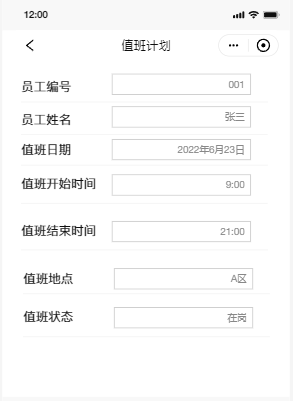 12:00
值班计划
员工编号 001
员工姓名 张三
值班日期 2022年6月23日
值班开始时间 9:00
值班结束时间 21:00
值班地点 A区
值班状态 在岗